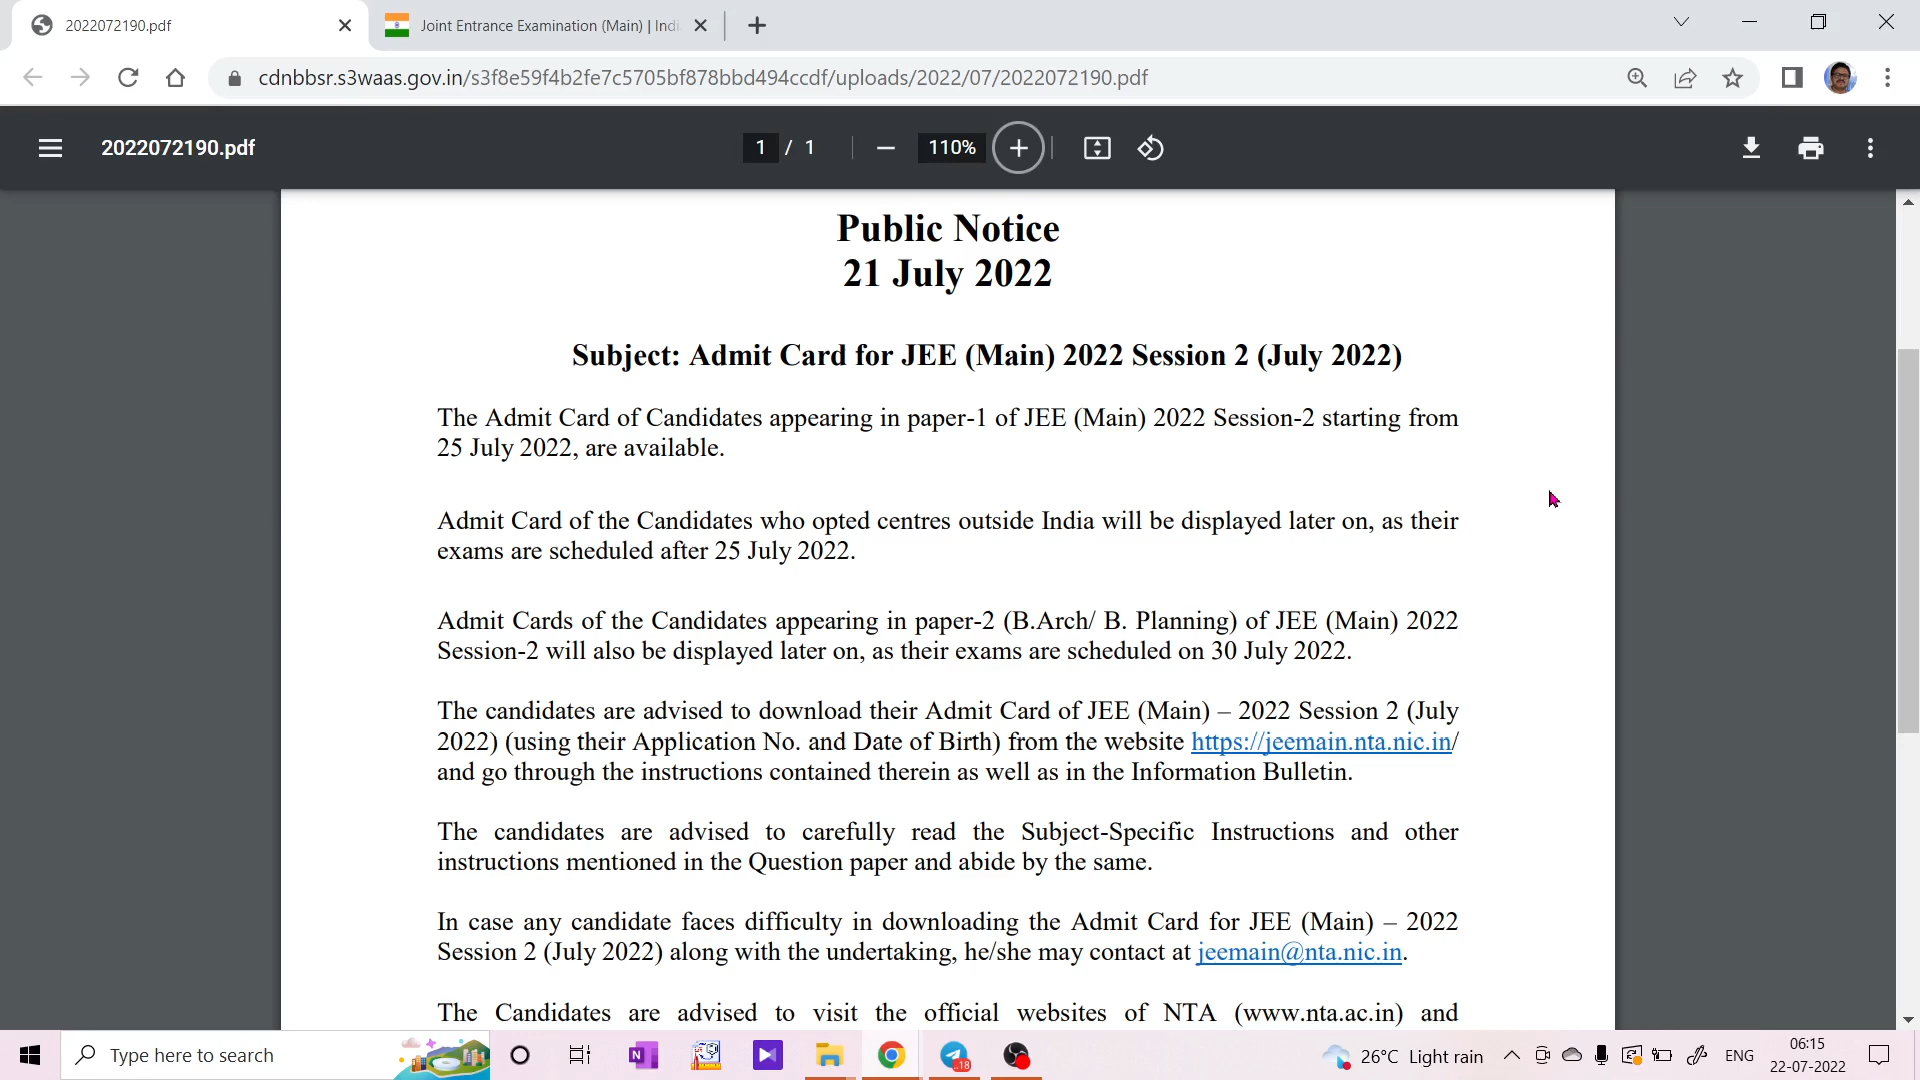 2022072190.pdf
Joint Entrance Examination (Main) | Indi
cdnbbsr.s3waas.gov.in/s3f8e59f4b2fe7c5705bf878bbd494ccdf/uploads/2022/07/2022072190.pdf
2022072190.pdf
1 / 1
110%
Public Notice
21 July 2022
Subject: Admit Card for JEE (Main) 2022 Session 2 (July 2022)
The Admit Card of Candidates appearing in paper-1 of JEE (Main) 2022 Session-2 starting from
25 July 2022, are available.
Admit Card of the Candidates who opted centres outside India will be displayed later on, as their
exams are scheduled after 25 July 2022.
Admit Cards of the Candidates appearing in paper-2 (B.Arch/ B. Planning) of JEE (Main) 2022
Session-2 will also be displayed later on, as their exams are scheduled on 30 July 2022.
The candidates are advised to download their Admit Card of JEE (Main) – 2022 Session 2 (July
2022) (using their Application No. and Date of Birth) from the website https://jeemain.nta.nic.in/
and go through the instructions contained therein as well as in the Information Bulletin.
The candidates are advised to carefully read the Subject-Specific Instructions and other
instructions mentioned in the Question paper and abide by the same.
In case any candidate faces difficulty in downloading the Admit Card for JEE (Main) – 2022
Session 2 (July 2022) along with the undertaking, he/she may contact at jeemain@nta.nic.in.
The Candidates are advised to visit the official websites of NTA (www.nta.ac.in) and
Type here to search
N
..18
26°C Light rain
ENG
06:15
22-07-2022